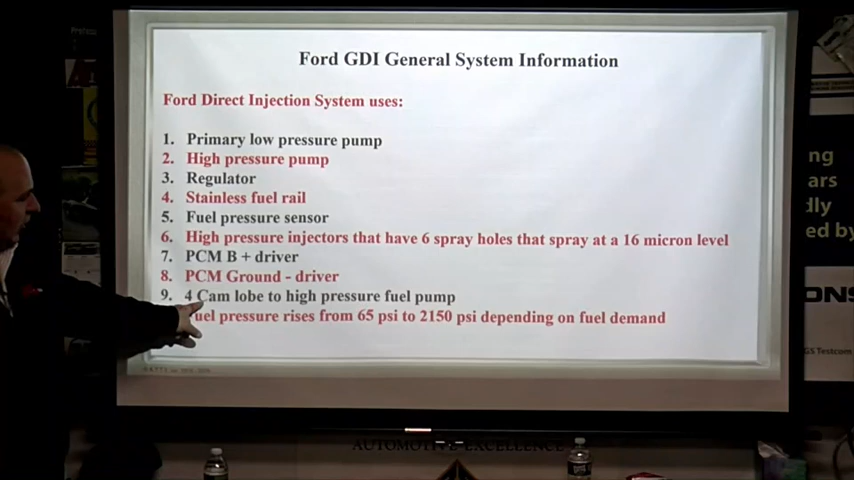 Ford GDI General System Information
Ford Direct Injection System uses:
1. Primary low pressure pump
2. High pressure pump
3. Regulator
4. Stainless fuel rail
5. Fuel pressure sensor
6. High pressure injectors that have 6 spray holes that spray at a 16 micron level
7. PCM B + driver
8. PCM Ground - driver
9. 4 Cam lobe to high pressure fuel pump
uel pressure rises from 65 psi to 2150 psi depending on fuel demand
ng
ars
dly
ed by
ONS
GS Testcom
AUTOMOTIVE EXCELLENCE